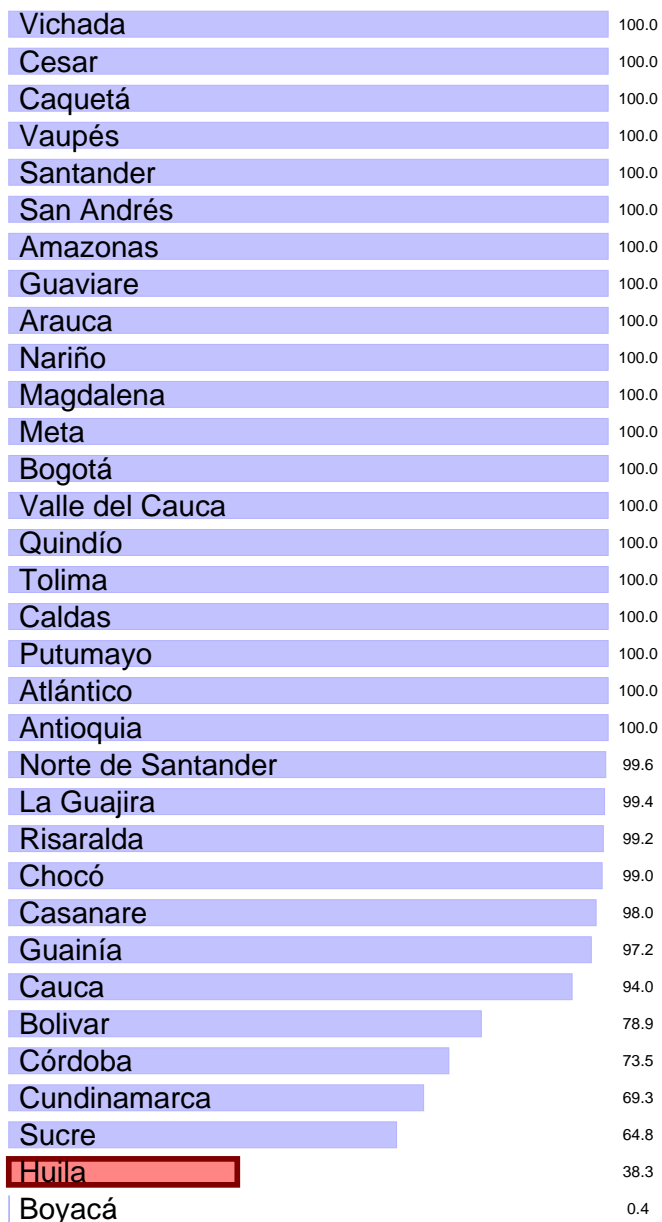 Vichada 100.0
Cesar 100.0
Caquetá 100.0
Vaupés 100.0
Santander 100.0
San Andrés 100.0
Amazonas 100.0
Guaviare 100.0
Arauca 100.0
Nariño 100.0
Magdalena 100.0
Meta 100.0
Bogotá 100.0
Valle del Cauca 100.0
Quindío 100.0
Tolima 100.0
Caldas 100.0
Putumayo 100.0
Atlántico 100.0
Antioquia 100.0
Norte de Santander 99.6
La Guajira 99.4
Risaralda 99.2
Chocó 99.0
Casanare 98.0
Guainía 97.2
Cauca 94.0
Bolivar 78.9
Córdoba 73.5
Cundinamarca 69.3
Sucre 64.8
Huila 38.3
Boyacá 0.4